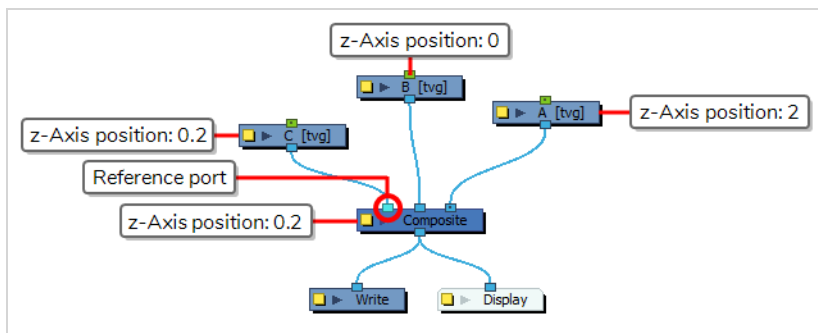 z-Axis position: 0
B [tvg]
A [tvg]
z-Axis position: 2
z-Axis position: 0.2
C [tvg]
Reference port
z-Axis position: 0.2
Composite
Write
Display